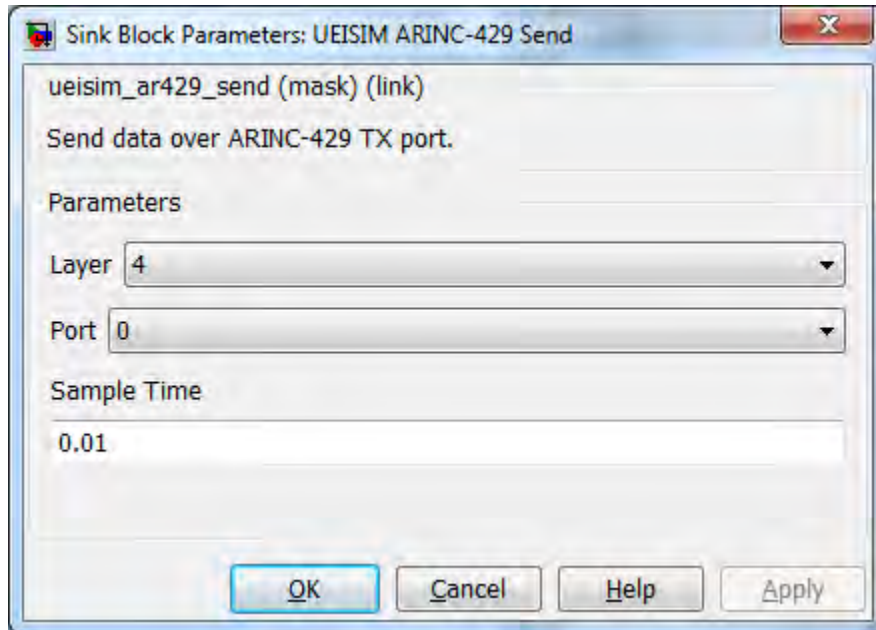 Sink Block Parameters: UEISIM ARINC-429 Send
ueisim_ar429_send (mask) (link)
Send data over ARINC-429 TX port.
Parameters
Layer 4
Port 0
Sample Time
0.01
OK Cancel Help Apply